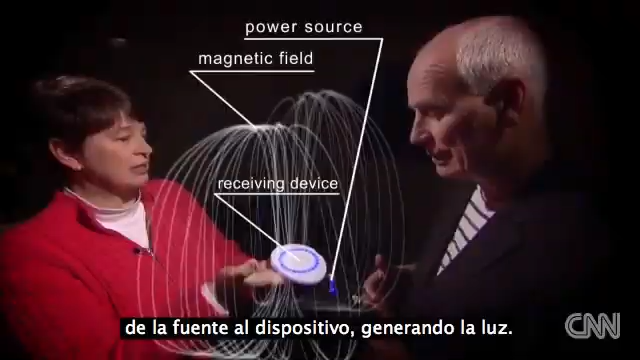 power source
magnetic field
receiving device
de la fuente al dispositivo, generando la luz.
CNN